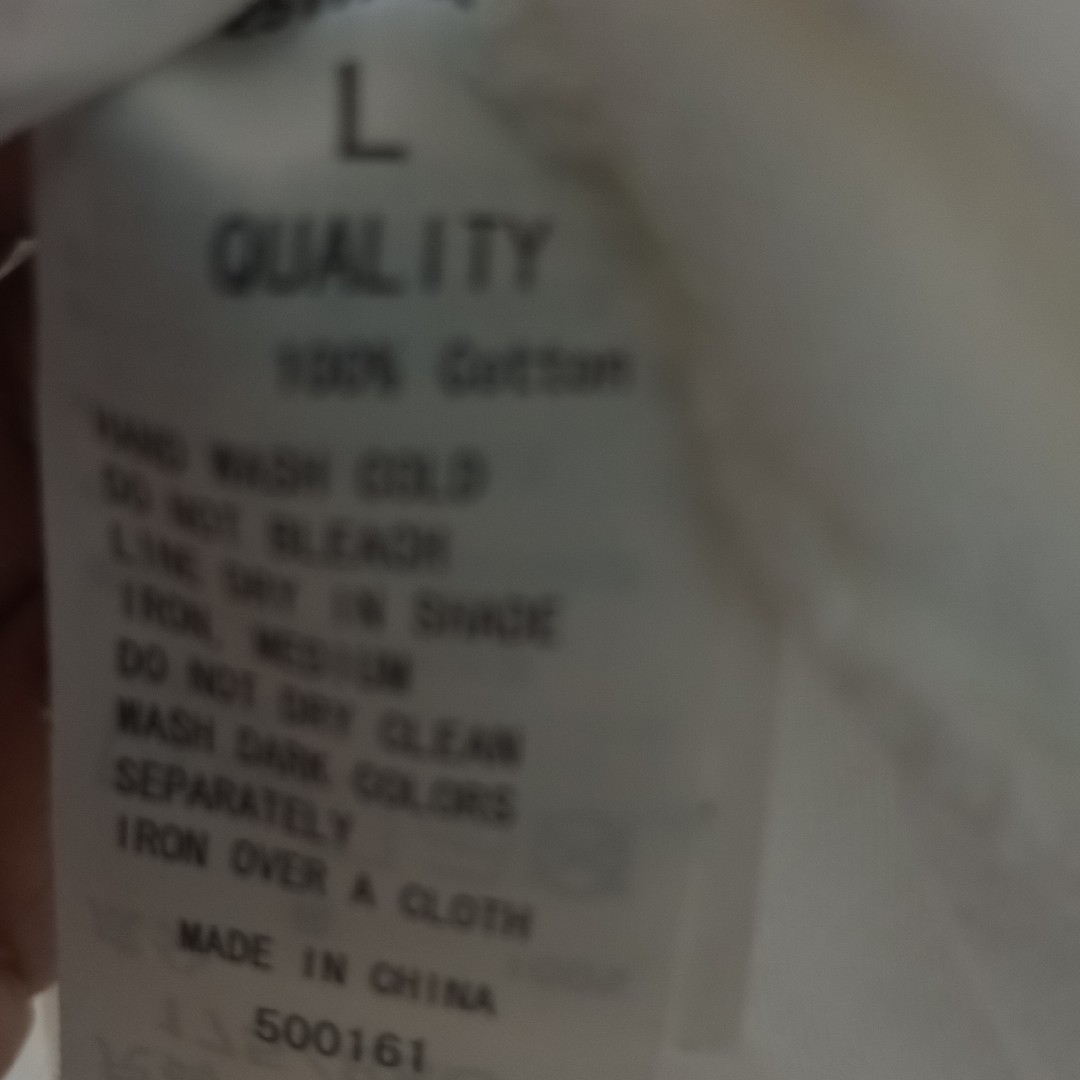 L
QUALITY
100% Cotton
HAND WASH COLD
DO NOT BLEACH
LINE DRY IN SHADE
IRON, MEDIUM
DO NOT DRY CLEAN
WASH DARK COLORS
SEPARATELY
IRON OVER A CLOTH
MADE IN CHINA
500161